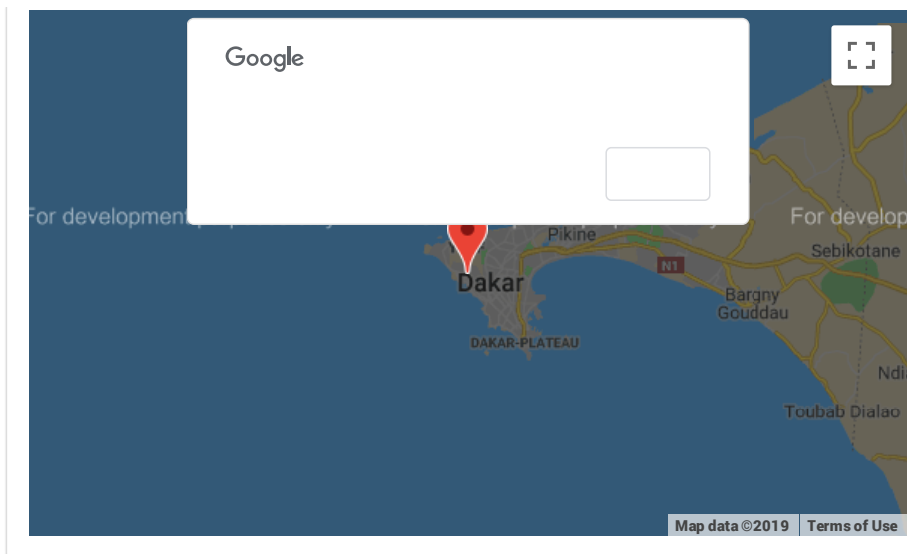 Google
For development
For develop
Pikine
Sebikotane
N1
Dakar
Bargny
Gouddau
DAKAR-PLATEAU
Ndi
Toubab Dialao
Map data ©2019
Terms of Use